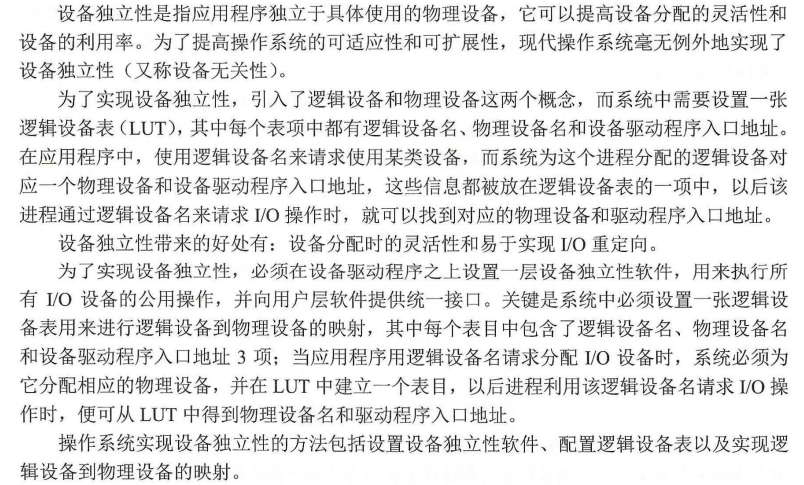 设备独立性是指应用程序独立于具体使用的物理设备，它可以提高设备分配的灵活性和
设备的利用率。为了提高操作系统的可适应性和可扩展性，现代操作系统毫无例外地实现了
设备独立性（又称设备无关性）。
为了实现设备独立性，引入了逻辑设备和物理设备这两个概念，而系统中需要设置一张
逻辑设备表（LUT），其中每个表项中都有逻辑设备名、物理设备名和设备驱动程序入口地址。
在应用程序中，使用逻辑设备名来请求使用某类设备，而系统为这个进程分配的逻辑设备对
应一个物理设备和设备驱动程序入口地址，这些信息都被放在逻辑设备表的一项中，以后该
进程通过逻辑设备名来请求 I/O 操作时，就可以找到对应的物理设备和驱动程序入口地址。
设备独立性带来的好处有：设备分配时的灵活性和易于实现 I/O 重定向。
为了实现设备独立性，必须在设备驱动程序之上设置一层设备独立性软件，用来执行所
有 I/O 设备的公用操作，并向用户层软件提供统一接口。关键是系统中必须设置一张逻辑设
备表用来进行逻辑设备到物理设备的映射，其中每个表目中包含了逻辑设备名、物理设备名
和设备驱动程序入口地址 3 项；当应用程序用逻辑设备名请求分配 I/O 设备时，系统必须为
它分配相应的物理设备，并在 LUT 中建立一个表目，以后进程利用该逻辑设备名请求 I/O 操
作时，便可从 LUT 中得到物理设备名和驱动程序入口地址。
操作系统实现设备独立性的方法包括设置设备独立性软件、配置逻辑设备表以及实现逻
辑设备到物理设备的映射。